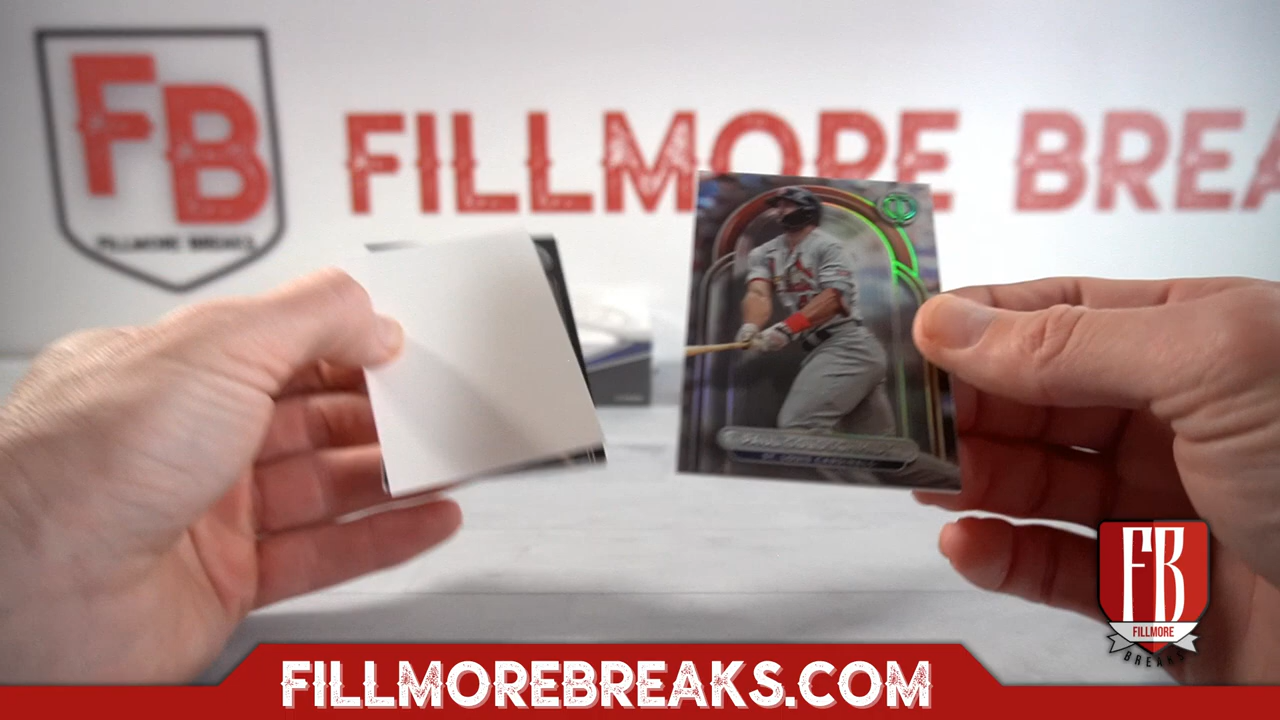 FB
FILLMORE BREAKS
FILLMORE BREA
ST. LOUIS CARDINALS
FB
FILLMORE
BREAKS
FILLMOREBREAKS.COM